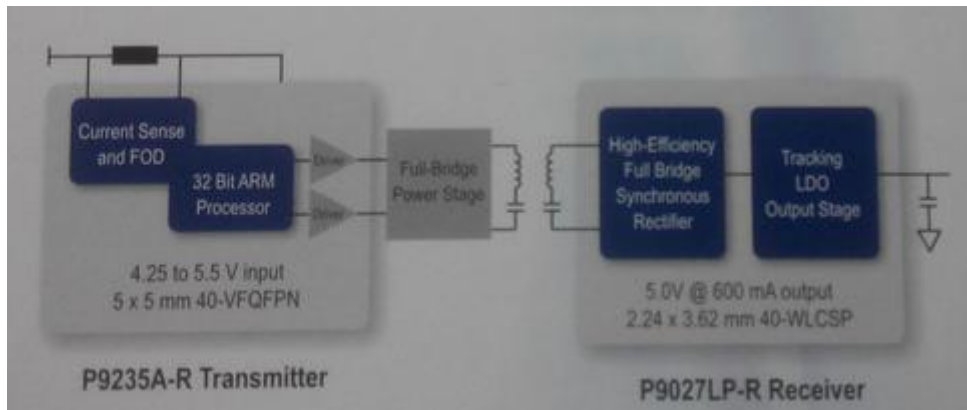 Current Sense
and FOD
32 Bit ARM
Processor
Driver
Driver
Full-Bridge
Power Stage
High-Efficiency
Full Bridge
Synchronous
Rectifier
Tracking
LDO
Output Stage
4.25 to 5.5 V input
5 x 5 mm 40-VFQFPN
5.0V @ 600 mA output
2.24 x 3.62 mm 40-WLCSP
P9235A-R Transmitter
P9027LP-R Receiver